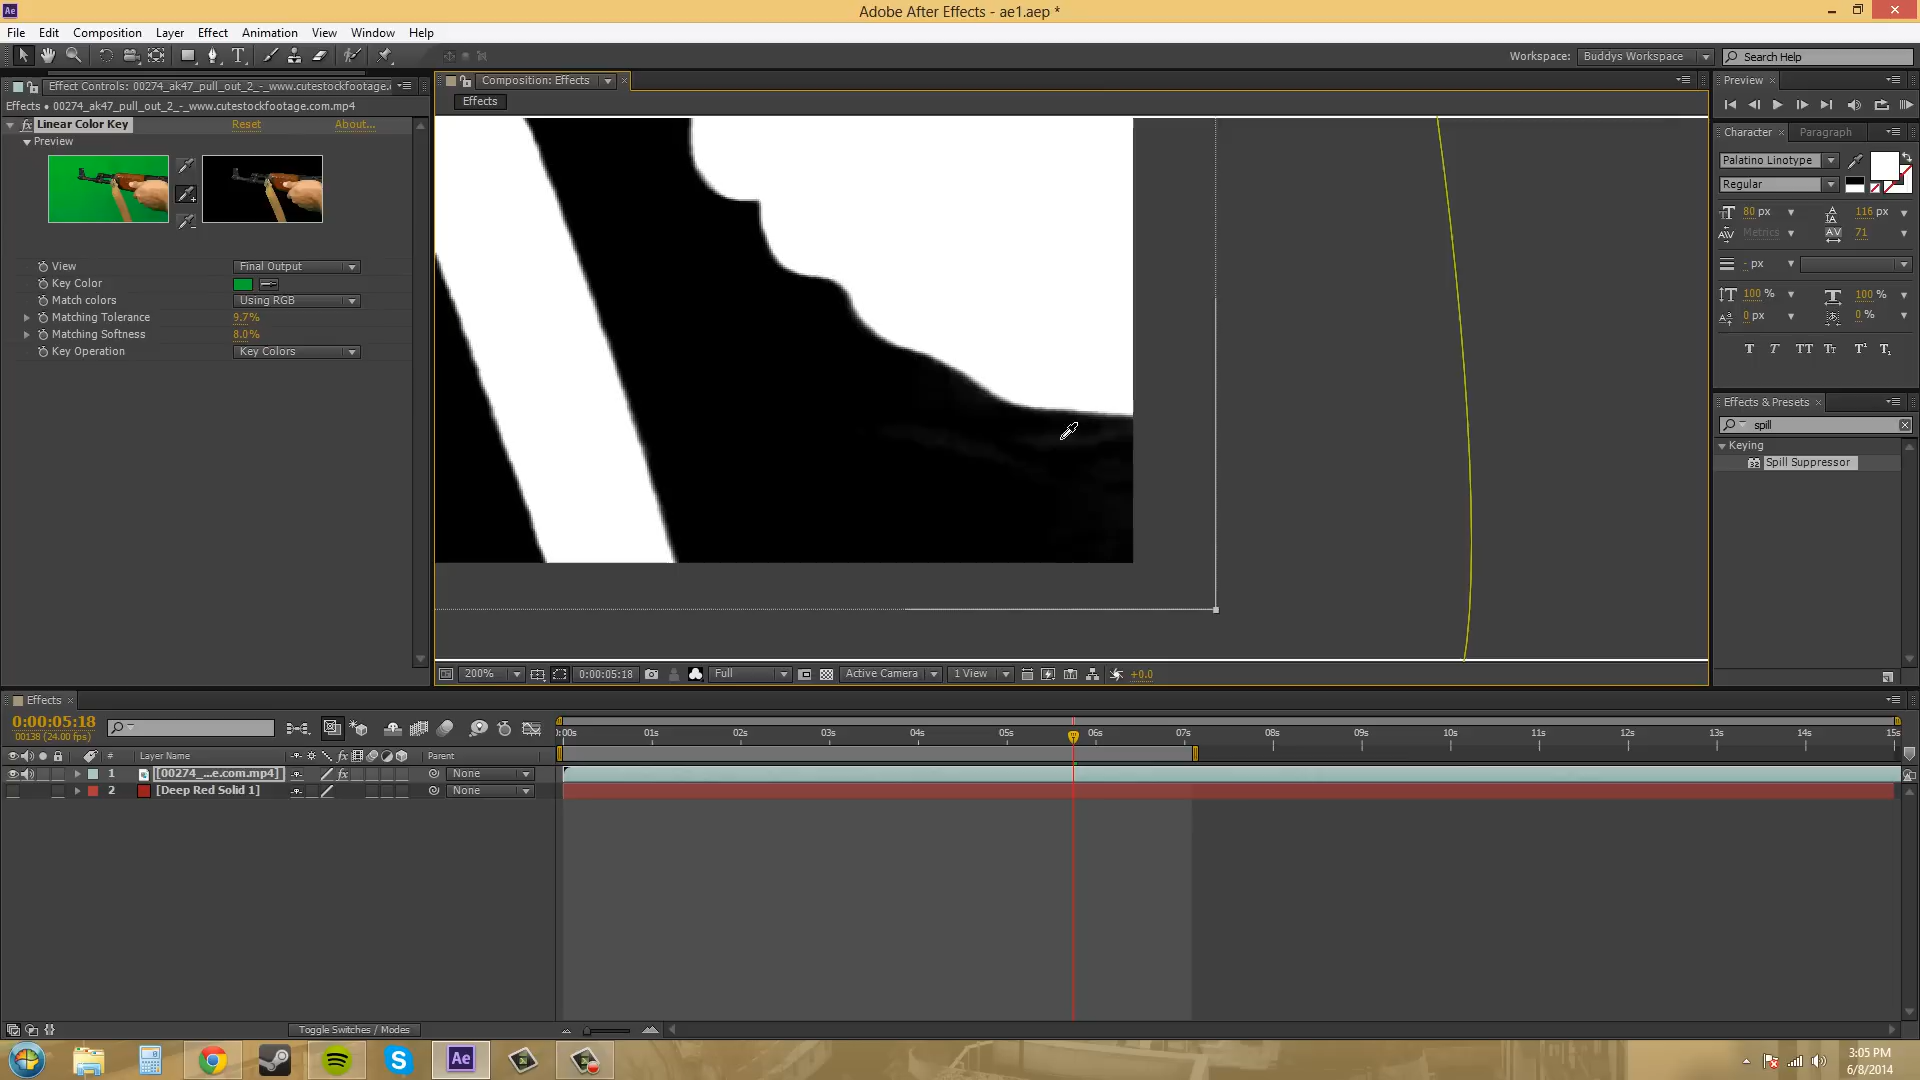 Adobe After Effects - ae1.aep *
File Edit Composition Layer Effect Animation View Window Help
Workspace: Buddys Workspace Search Help
Effect Controls: 00274_ak47_pull_out_2_-_www.cutestockfootage.
Composition: Effects
Preview
Effects • 00274_ak47_pull_out_2_-_www.cutestockfootage.com.mp4
Effects
Linear Color Key Reset About...
Preview
Character Paragraph
Palatino Linotype
Regular
80 px 116 px
Metrics 71
- px
100 % 100 %
0 px 0 %
View Final Output
Key Color
Match colors Using RGB
Matching Tolerance 9.7%
Matching Softness 8.0%
Key Operation Key Colors
Effects & Presets
spill
Keying
Spill Suppressor
200% 0:00:05:18 Full Active Camera 1 View +0.0
Effects
0:00:05:18
00138 (24.00 fps)
):00s 01s 02s 03s 04s 05s 06s 07s 08s 09s 10s 11s 12s 13s 14s 15s
# Layer Name Parent
1 [00274_...e.com.mp4] None
2 [Deep Red Solid 1] None
Toggle Switches / Modes
3:05 PM
6/8/2014